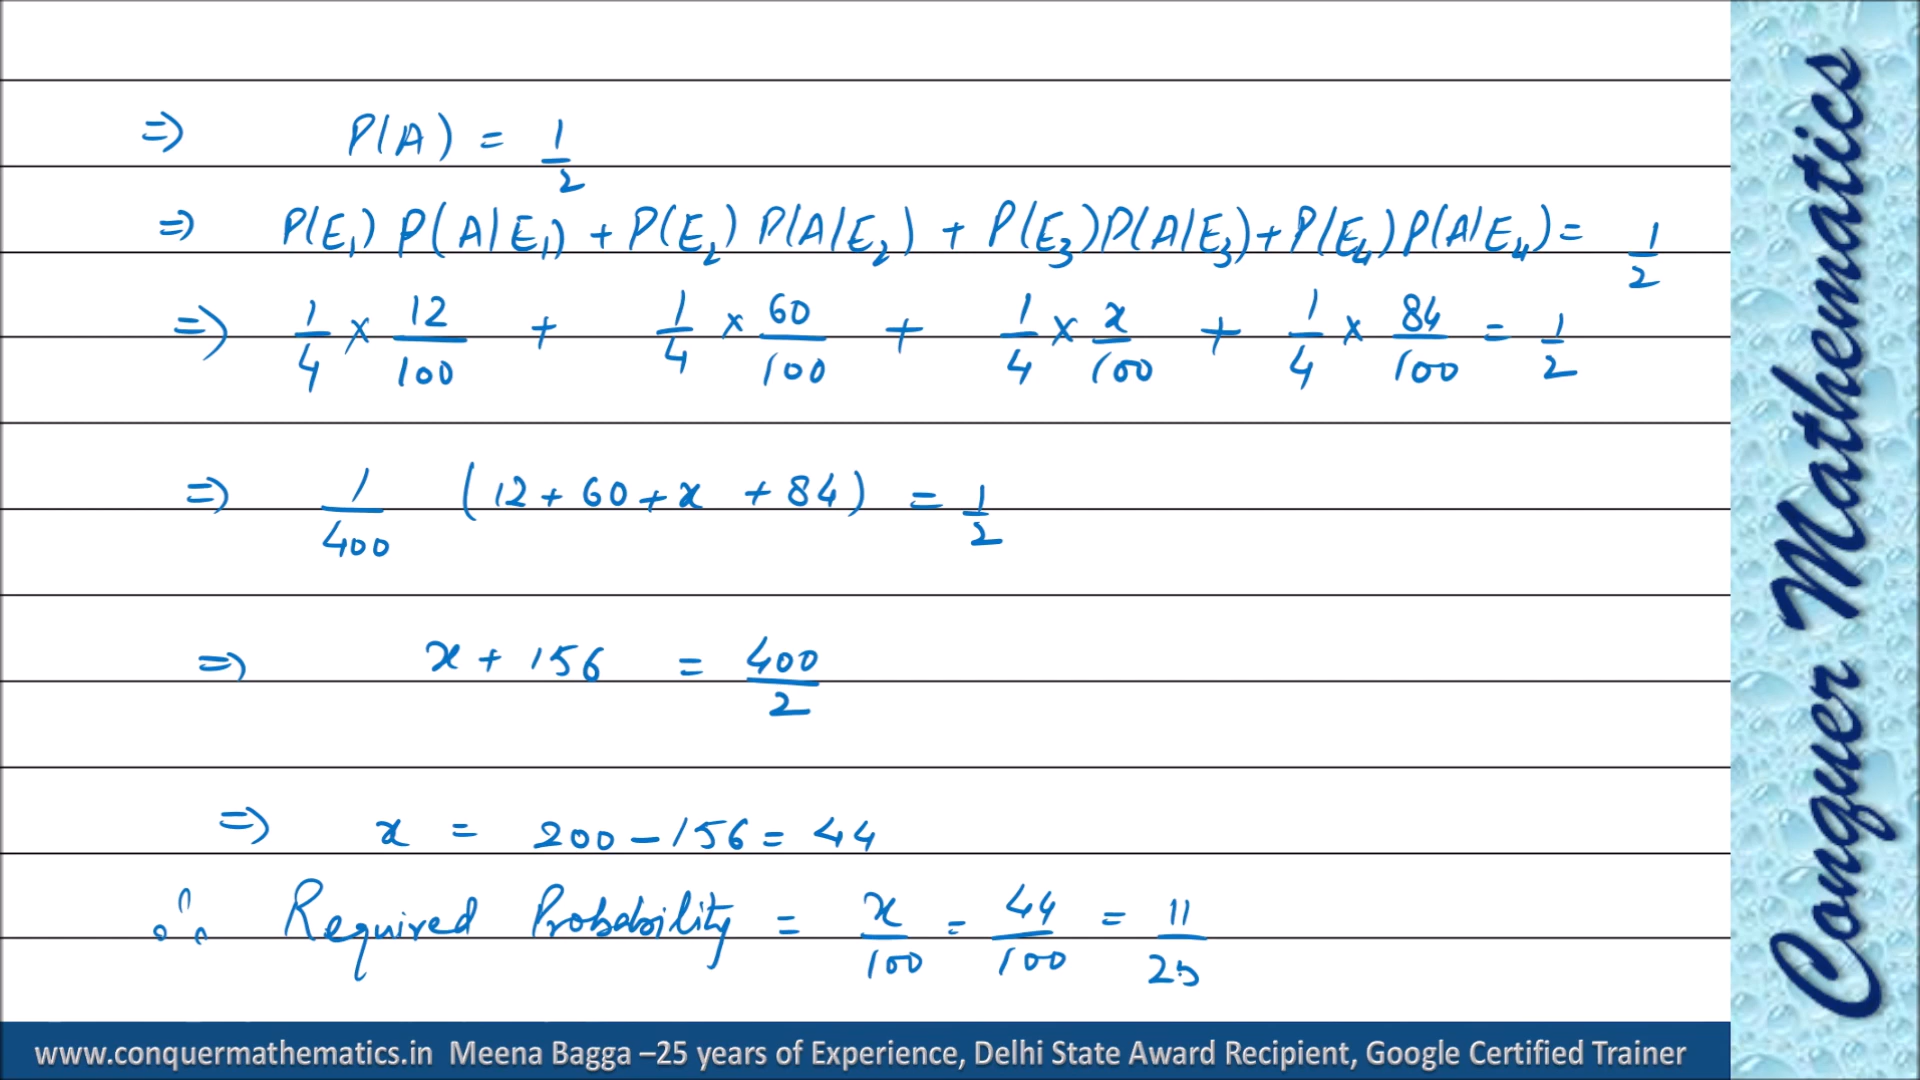 ⇒ P(A) = 1/2
⇒ P(E₁) P(A|E₁) + P(E₂) P(A|E₂) + P(E₃)P(A|E₃) + P(E₄)P(A|E₄) = 1/2
⇒ 1/4 × 12/100 + 1/4 × 60/100 + 1/4 × x/100 + 1/4 × 84/100 = 1/2
⇒ 1/400 (12 + 60 + x + 84) = 1/2
⇒ x + 156 = 400/2
⇒ x = 200 − 156 = 44
∴ Required Probability = x/100 = 44/100 = 11/25
www.conquermathematics.in Meena Bagga –25 years of Experience, Delhi State Award Recipient, Google Certified Trainer
Conquer Mathematics